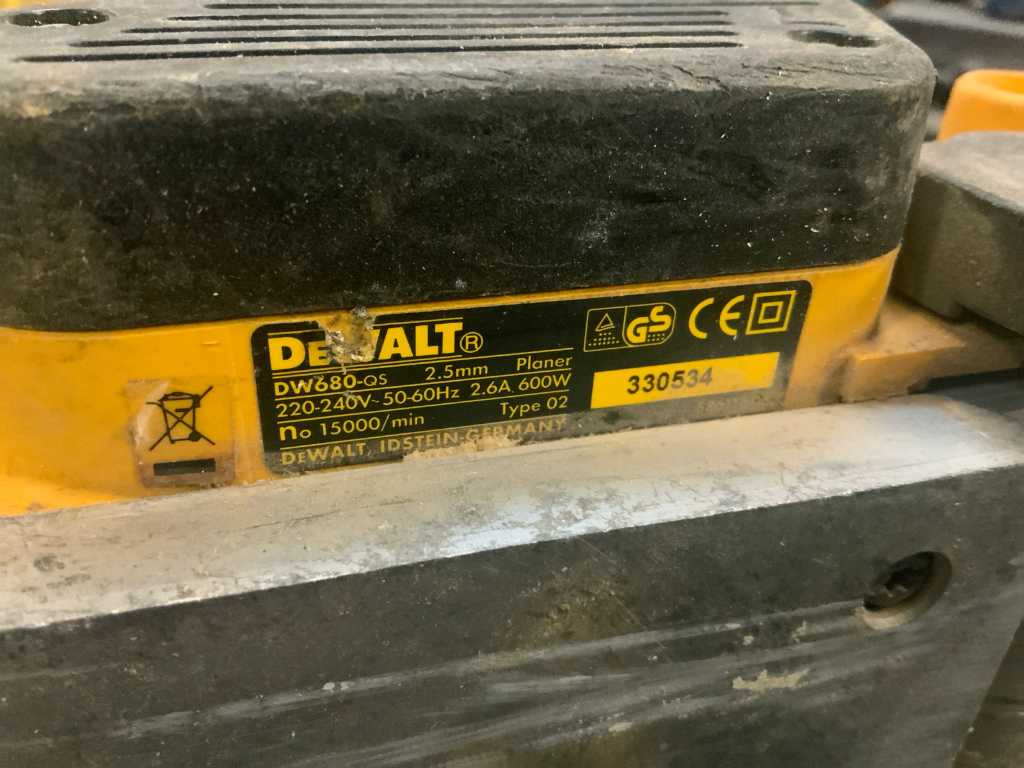 DEWALT®
DW680-QS 2.5mm Planer
220-240V~50-60Hz 2.6A 600W
no 15000/min Type 02
DEWALT, IDSTEIN, GERMANY
GS CE
330534